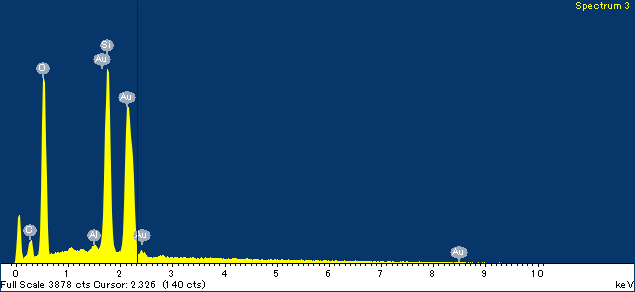 Spectrum 3
Si
Au
O
Au
C
Al
Au
Au
0 1 2 3 4 5 6 7 8 9 10
Full Scale 3878 cts Cursor: 2.326 (140 cts) keV